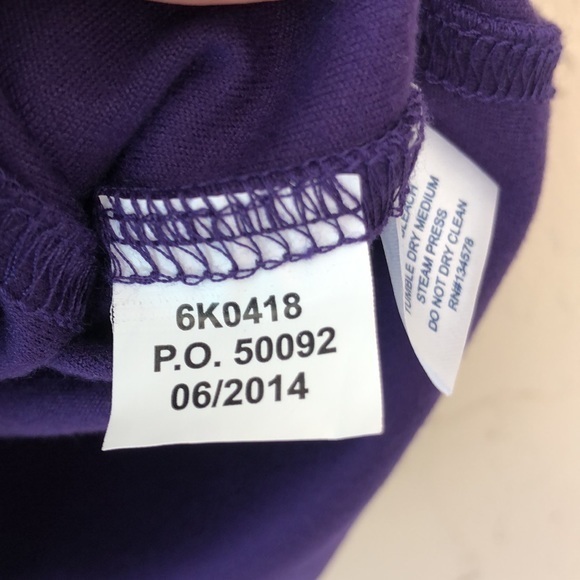 6K0418
P.O. 50092
06/2014
TUMBLE DRY MEDIUM
STEAM PRESS
DO NOT DRY CLEAN
RN#134578